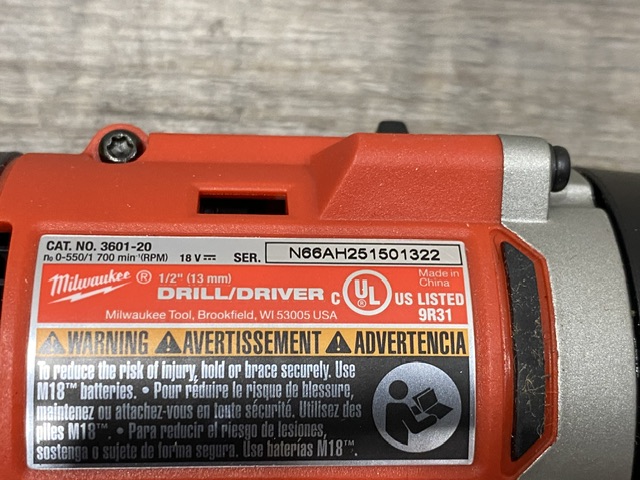 CAT. NO. 3601-20
n₀ 0-550/1 700 min⁻¹(RPM) 18 V⎓ SER. N66AH251501322
Milwaukee ® 1/2" (13 mm)
DRILL/DRIVER
Milwaukee Tool, Brookfield, WI 53005 USA
C UL ® US LISTED
9R31
Made in
China
WARNING AVERTISSEMENT ADVERTENCIA
To reduce the risk of injury, hold or brace securely. Use
M18™ batteries. • Pour réduire le risque de blessure,
maintenez ou attachez-vous en toute sécurité. Utilisez des
piles M18™. • Para reducir el riesgo de lesiones,
sostenga o sujete de forma segura. Use baterías M18™.